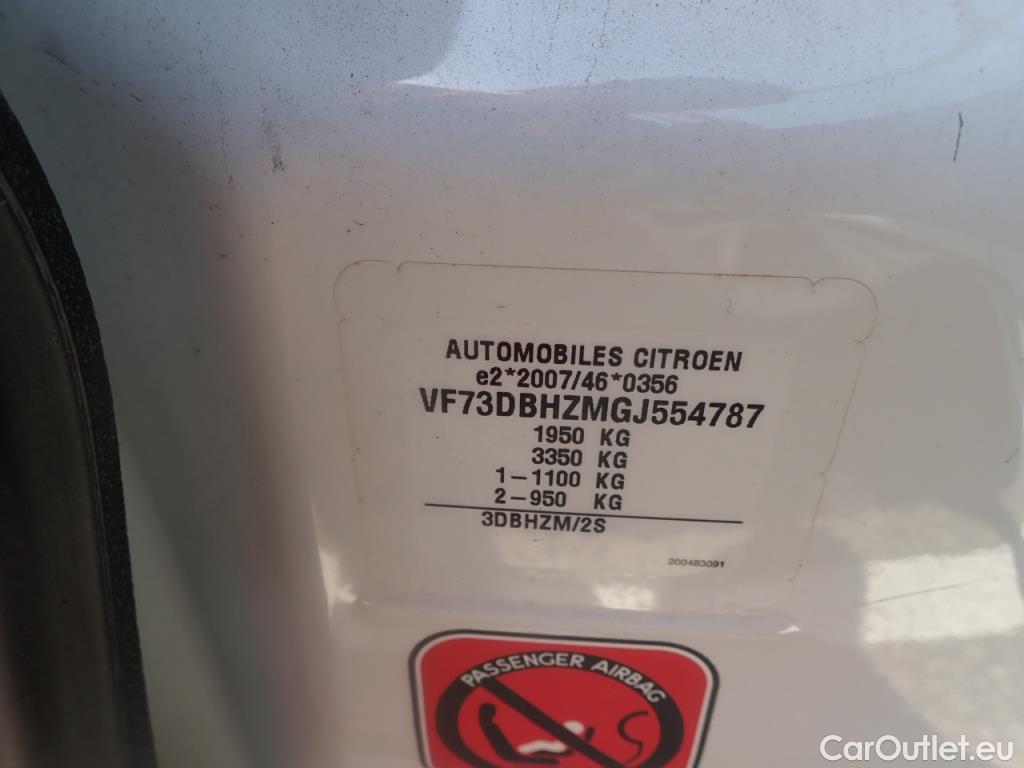 AUTOMOBILES CITROEN
e2*2007/46*0356
VF73DBHZMGJ554787
1950 KG
3350 KG
1-1100 KG
2-950 KG
3DBHZM/2S
200483091
PASSENGER AIRBAG
CarOutlet.eu